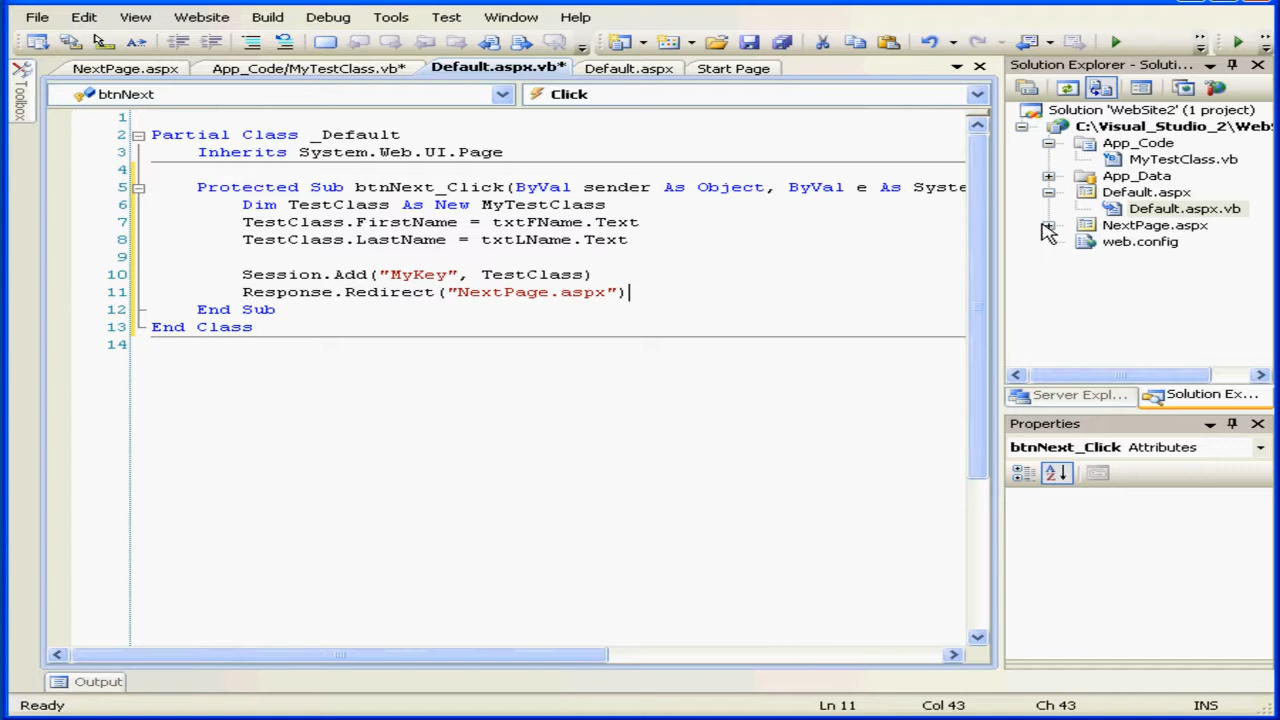 File Edit View Website Build Debug Tools Test Window Help
NextPage.aspx App_Code/MyTestClass.vb* Default.aspx.vb* Default.aspx Start Page
Toolbox
btnNext Click
1
2 Partial Class _Default
3 Inherits System.Web.UI.Page
4
5 Protected Sub btnNext_Click(ByVal sender As Object, ByVal e As Syste
6 Dim TestClass As New MyTestClass
7 TestClass.FirstName = txtFName.Text
8 TestClass.LastName = txtLName.Text
9
10 Session.Add("MyKey", TestClass)
11 Response.Redirect("NextPage.aspx")
12 End Sub
13 End Class
14
Output
Solution Explorer - Soluti...
Solution 'WebSite2' (1 project)
C:\Visual_Studio_2\Web
App_Code
MyTestClass.vb
App_Data
Default.aspx
Default.aspx.vb
NextPage.aspx
web.config
Server Expl... Solution Ex...
Properties
btnNext_Click Attributes
Ready Ln 11 Col 43 Ch 43 INS